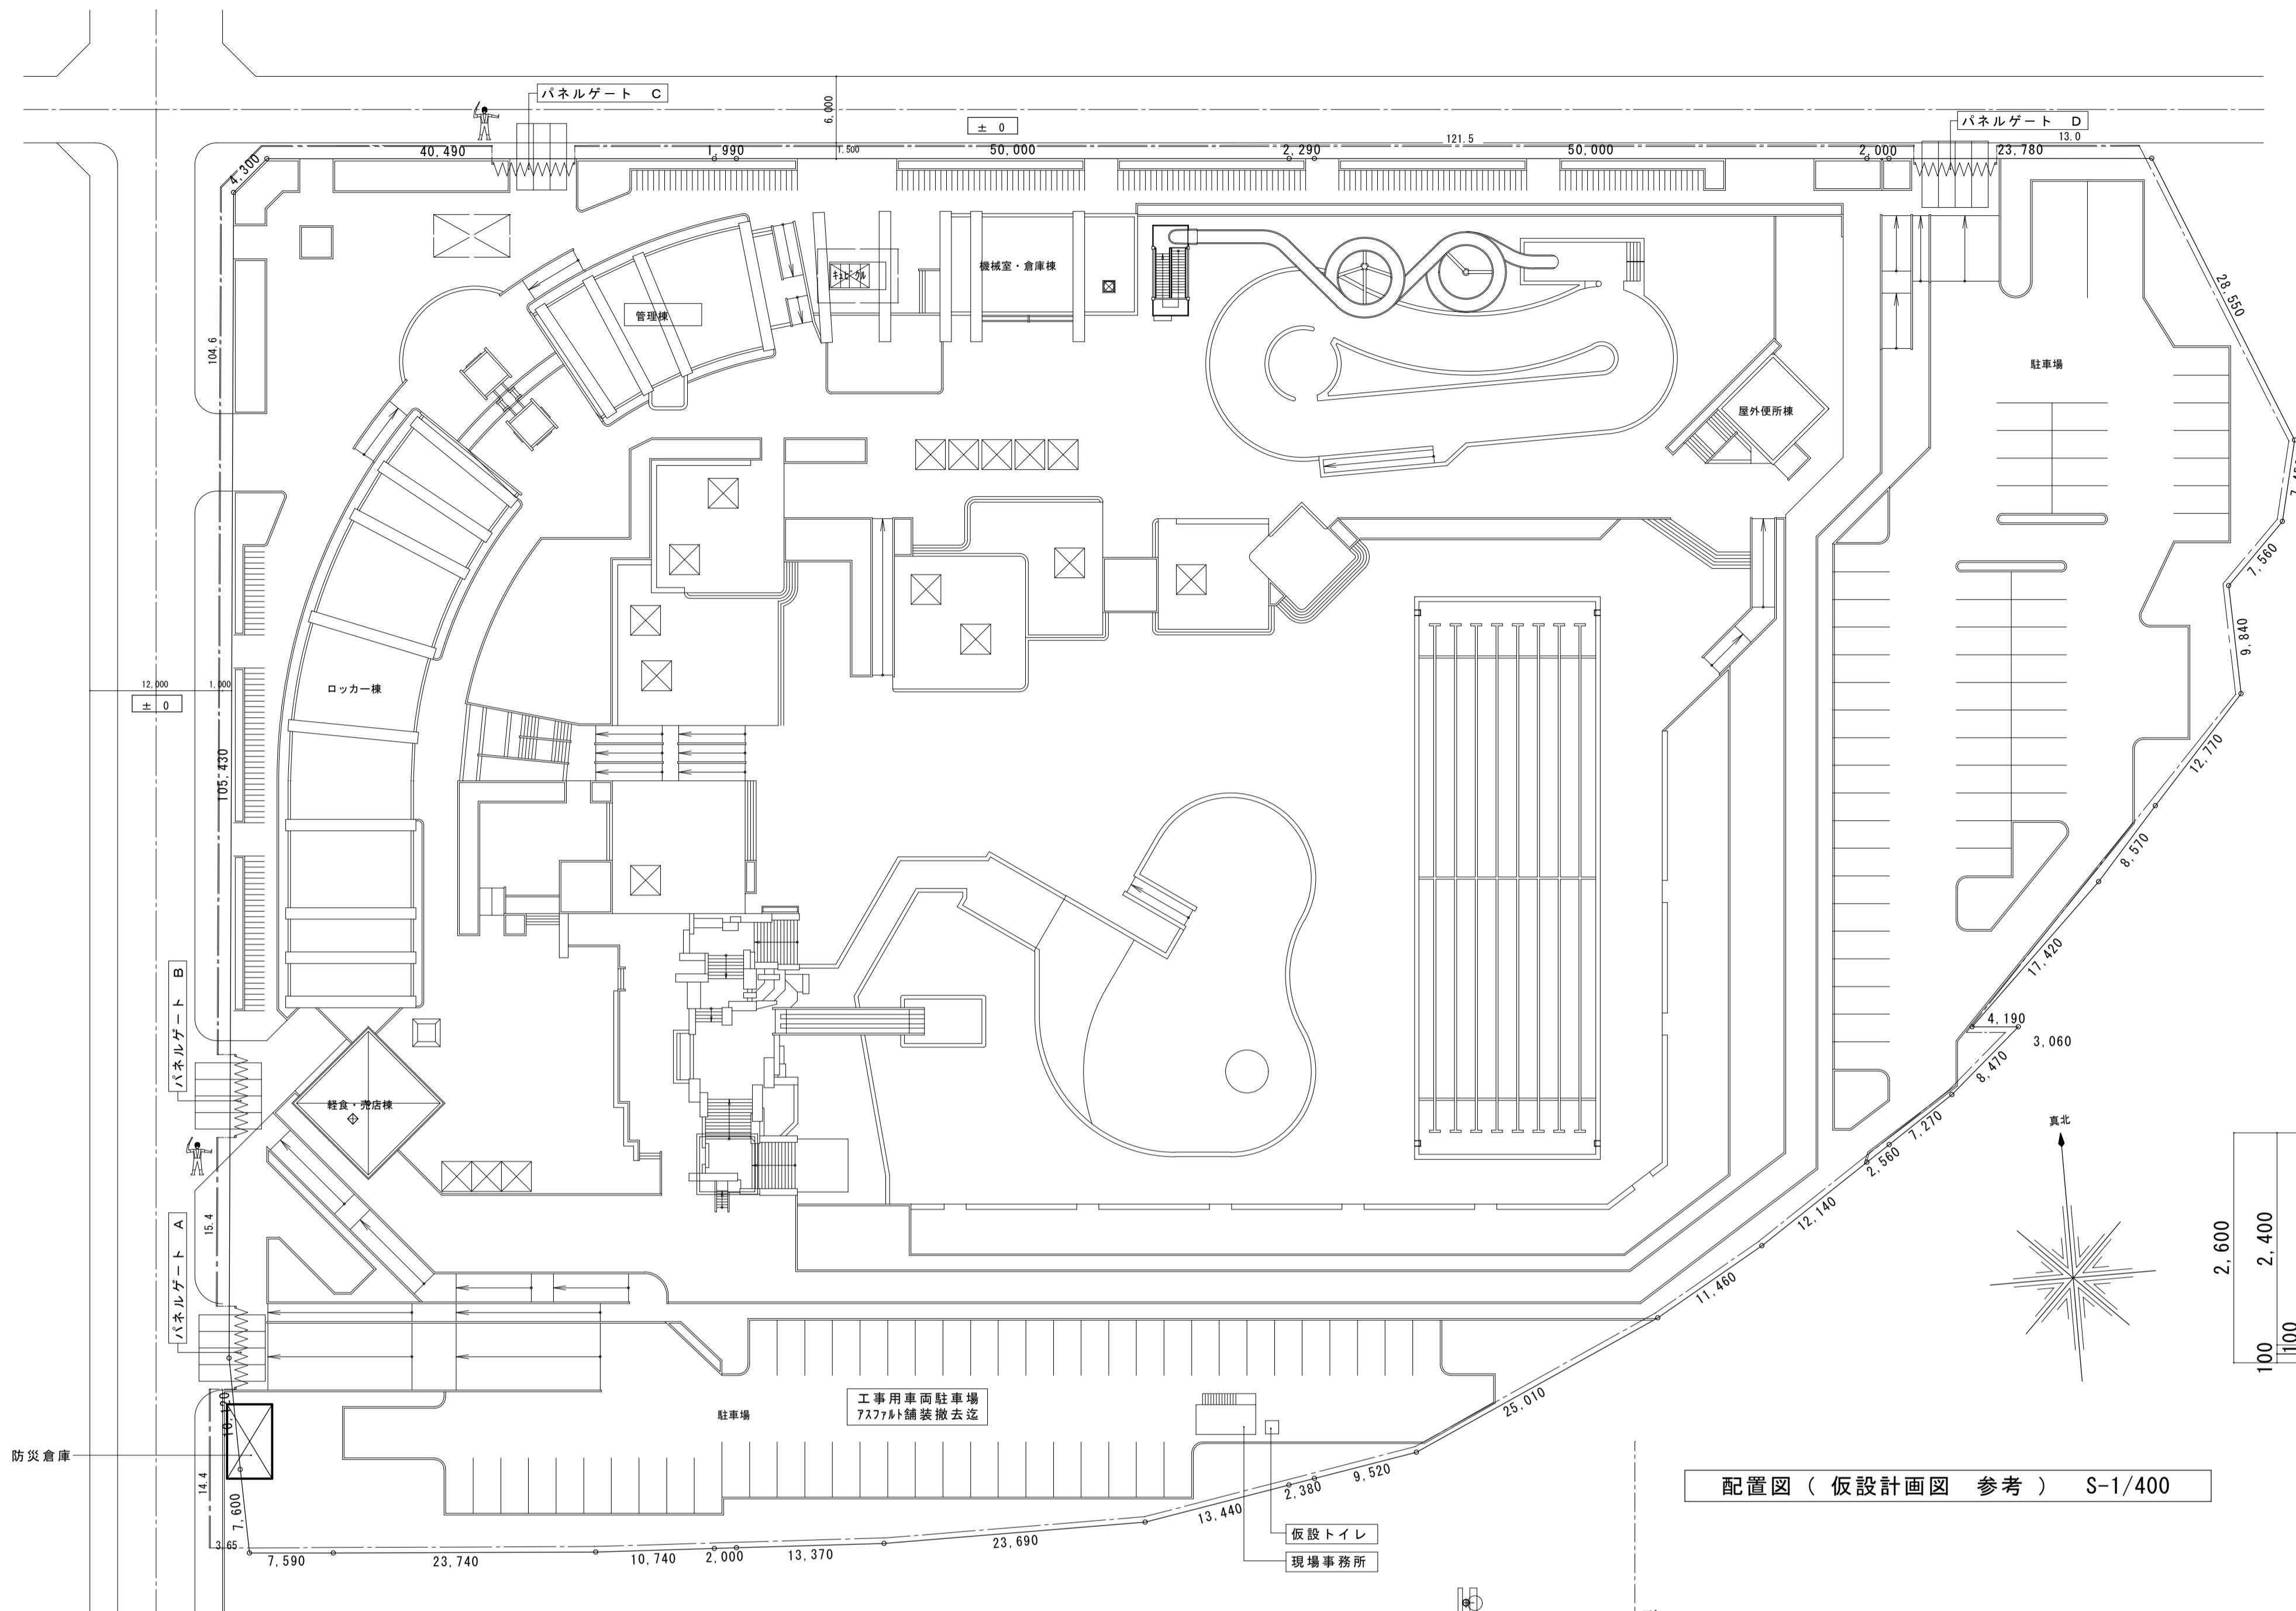 パネルゲート C
6,000
± 0
121.5
パネルゲート D
13.0
4,300
40,490
1,990
1,500
50,000
2,290
50,000
2,000
23,780
28,550
キュービクル
機械室・倉庫棟
管理棟
104.6
駐車場
屋外便所棟
7,560
9,840
12,000
1,000
± 0
ロッカー棟
105,430
12,770
8,570
17,420
4,190
3,060
8,470
7,270
2,560
12,140
11,460
25,010
パネルゲート B
軽食・売店棟
真北
15.4
パネルゲート A
2,600
2,400
100
100
工事用車両駐車場
アスファルト舗装撤去迄
駐車場
10,120
防災倉庫
14.4
7,600
3.65
7,590
23,740
10,740
2,000
13,370
23,690
13,440
2,380
9,520
仮設トイレ
現場事務所
配置図（ 仮設計画図 参考 ） S-1/400